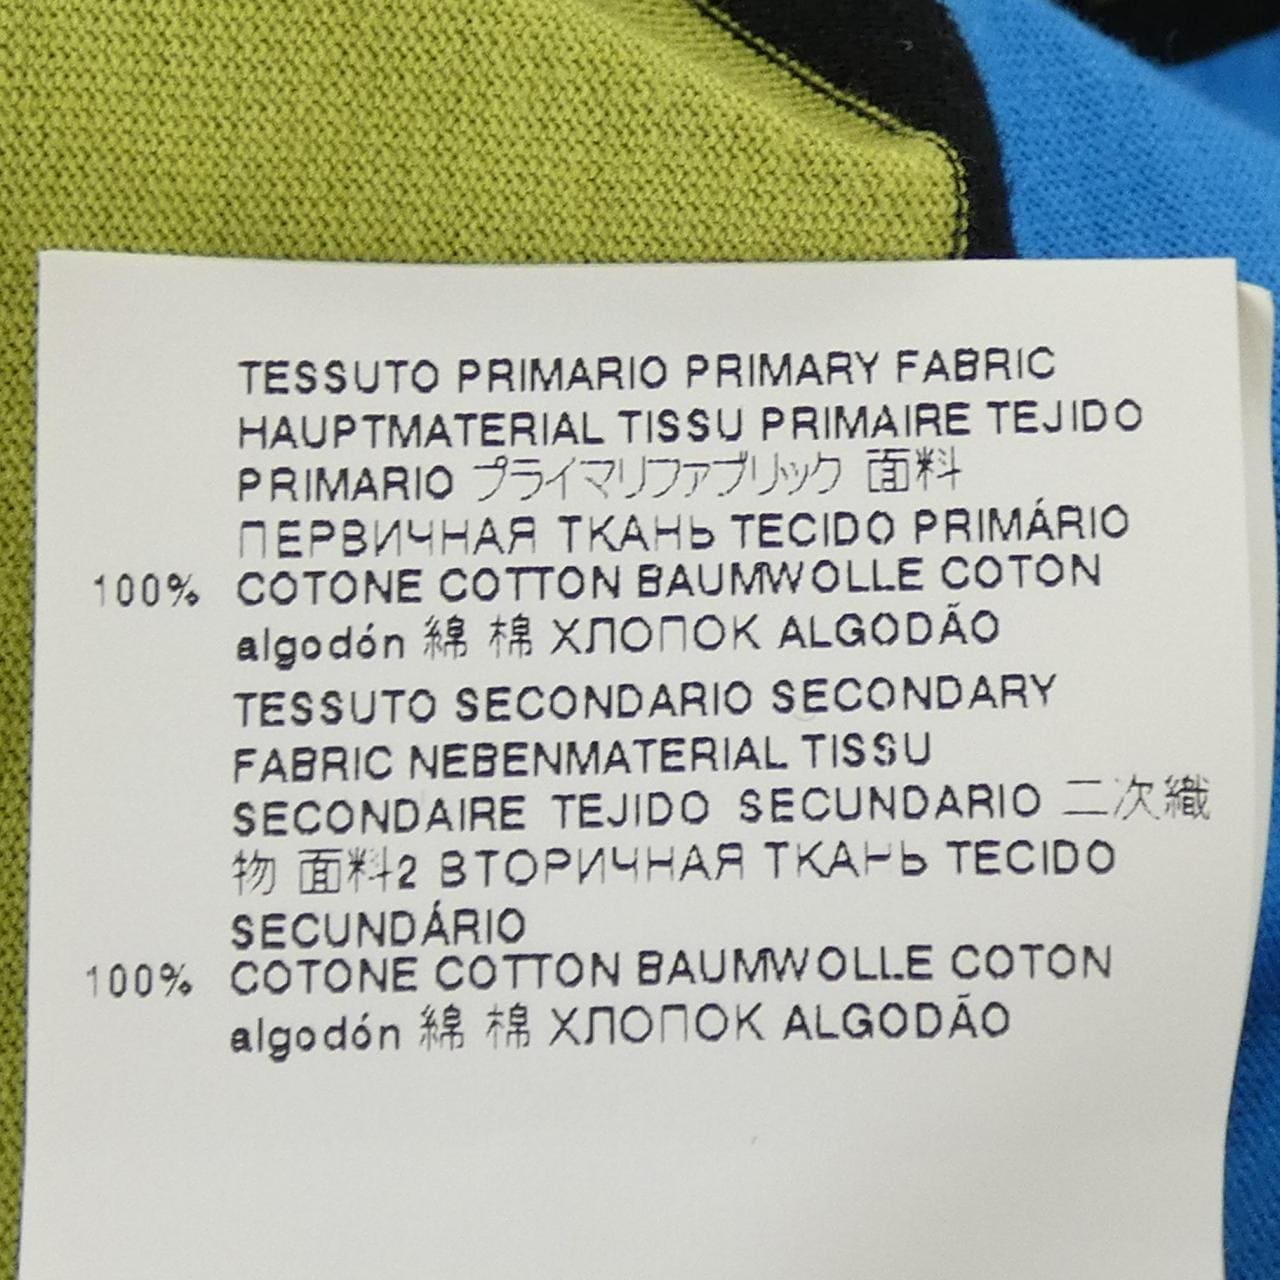 TESSUTO PRIMARIO PRIMARY FABRIC
HAUPTMATERIAL TISSU PRIMAIRE TEJIDO
PRIMARIO プライマリファブリック 面料
ПЕРВИЧНАЯ ТКАНЬ TECIDO PRIMÁRIO
100% COTONE COTTON BAUMWOLLE COTON
algodón 綿 棉 ХЛОПОК ALGODÃO
TESSUTO SECONDARIO SECONDARY
FABRIC NEBENMATERIAL TISSU
SECONDAIRE TEJIDO SECUNDARIO 二次織
物 面料2 ВТОРИЧНАЯ ТКАНЬ TECIDO
SECUNDÁRIO
100% COTONE COTTON BAUMWOLLE COTON
algodón 綿 棉 ХЛОПОК ALGODÃO